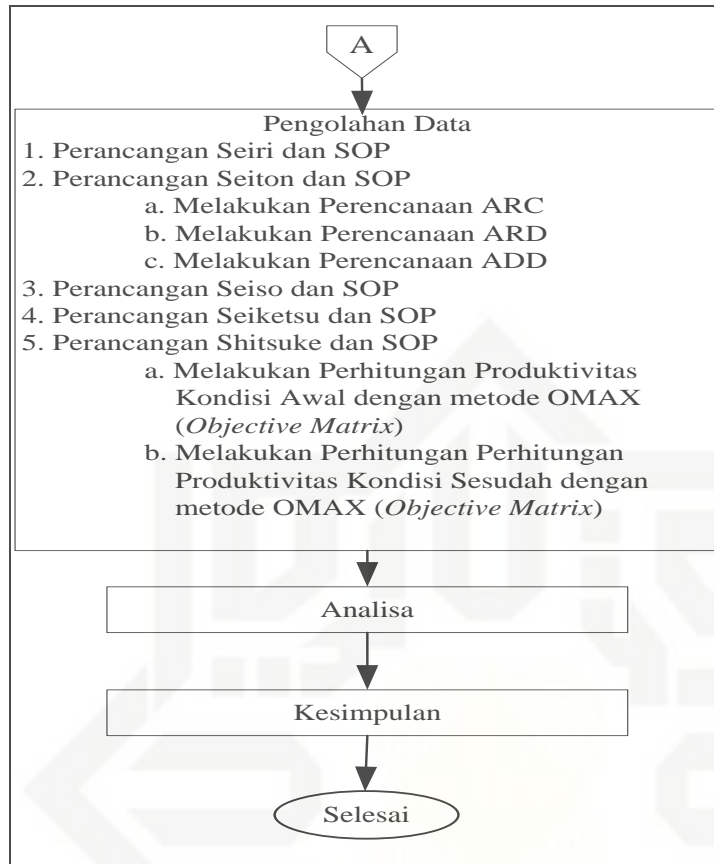 A
Pengolahan Data
1. Perancangan Seiri dan SOP
2. Perancangan Seiton dan SOP
a. Melakukan Perencanaan ARC
b. Melakukan Perencanaan ARD
c. Melakukan Perencanaan ADD
3. Perancangan Seiso dan SOP
4. Perancangan Seiketsu dan SOP
5. Perancangan Shitsuke dan SOP
a. Melakukan Perhitungan Produktivitas
Kondisi Awal dengan metode OMAX
(Objective Matrix)
b. Melakukan Perhitungan Perhitungan
Produktivitas Kondisi Sesudah dengan
metode OMAX (Objective Matrix)
Analisa
Kesimpulan
Selesai